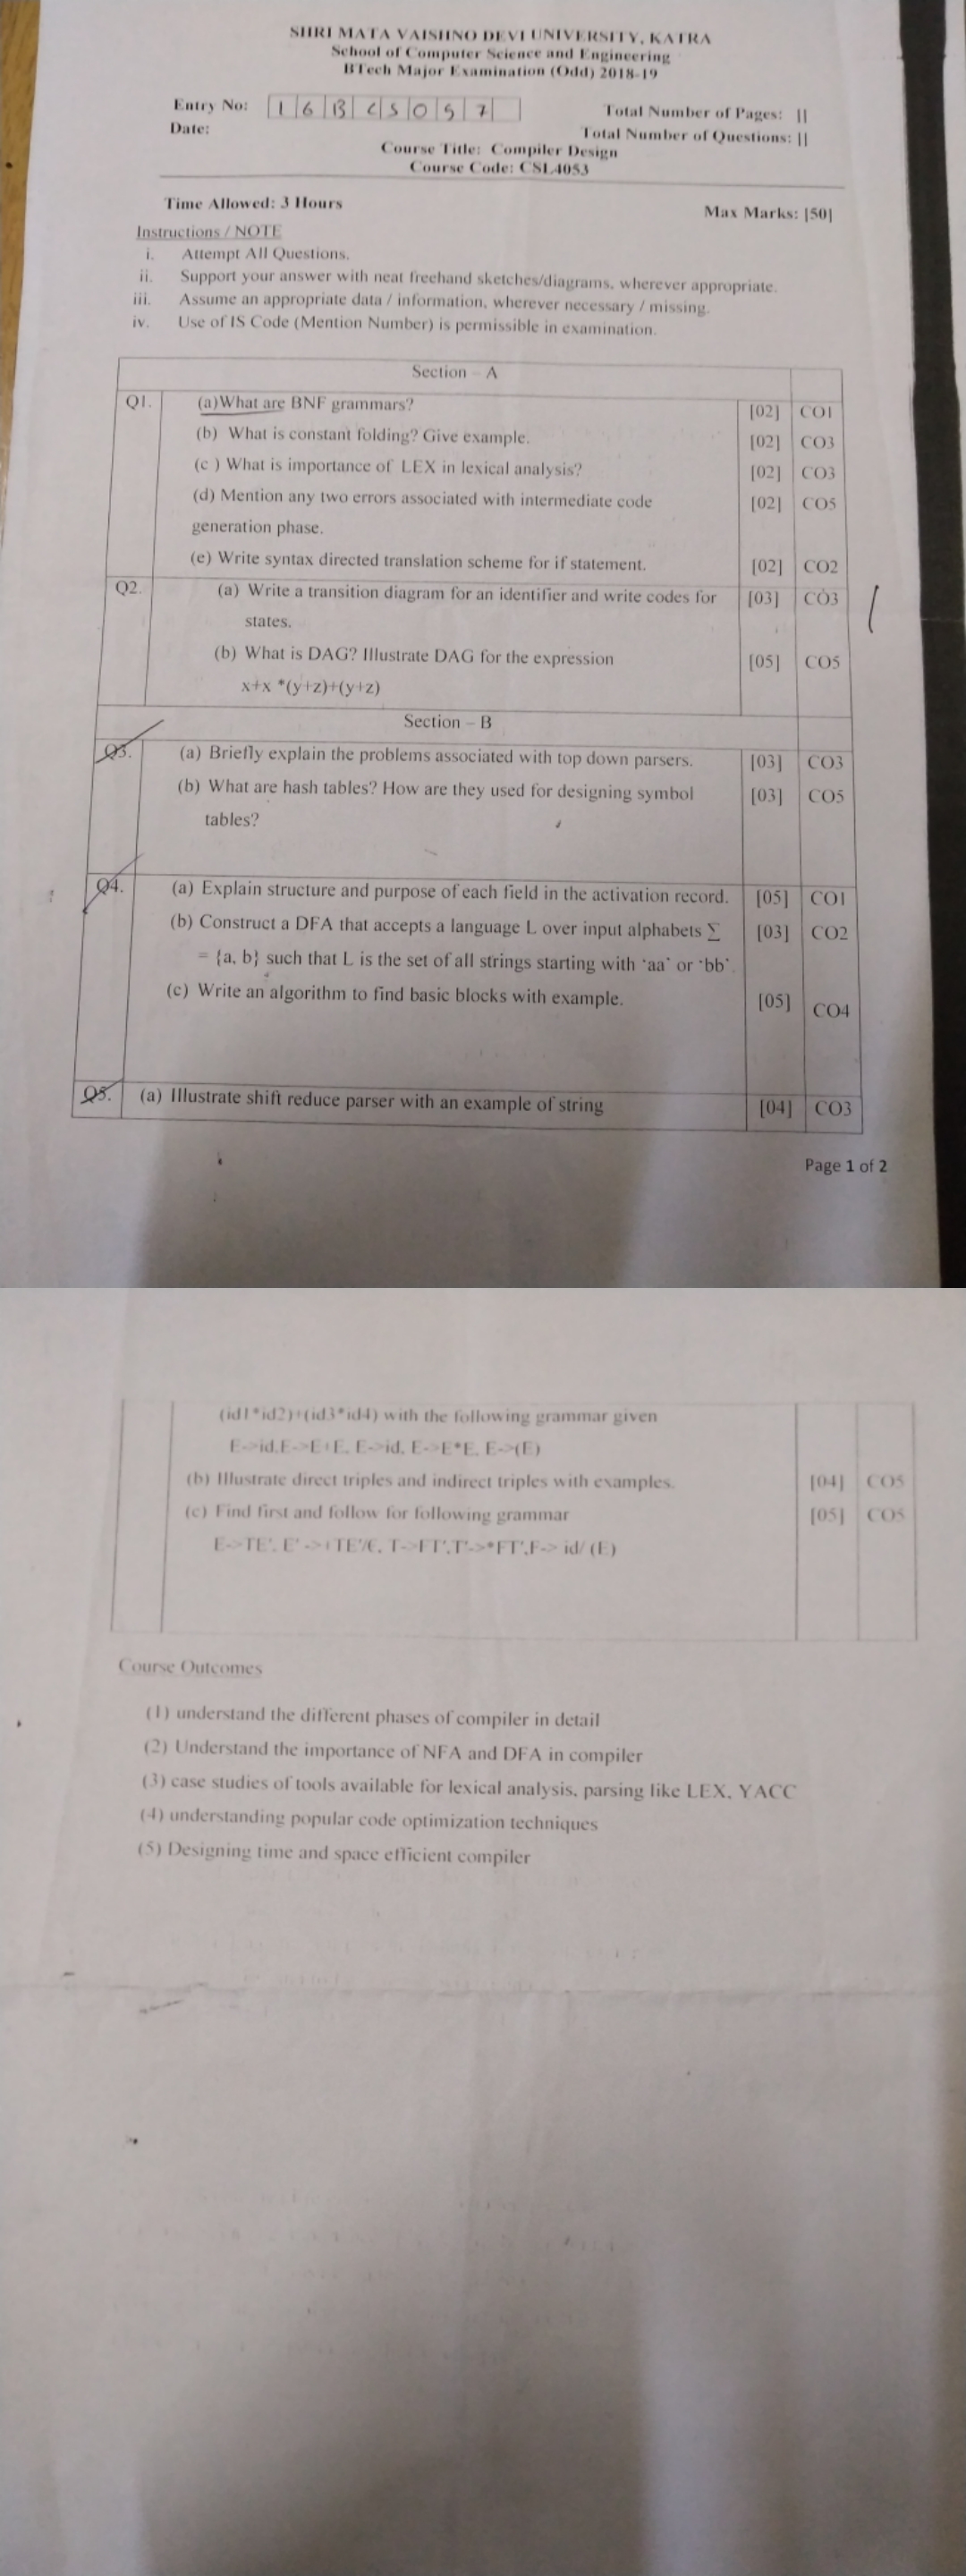 SHRI MATA VAISHNO DEVI UNIVERSITY, KATRA
School of Computer Science and Engineering
BTech Major Examination (Odd) 2018-19
Entry No: 16BCS057
Total Number of Pages: ||
Date:
Total Number of Questions: ||
Course Title: Compiler Design
Course Code: CSL4053
Time Allowed: 3 Hours
Max Marks: [50]
Instructions / NOTE
i. Attempt All Questions.
ii. Support your answer with neat freehand sketches/diagrams, wherever appropriate.
iii. Assume an appropriate data / information, wherever necessary / missing.
iv. Use of IS Code (Mention Number) is permissible in examination.
Section – A
Q1. (a)What are BNF grammars? [02] CO1
(b) What is constant folding? Give example. [02] CO3
(c ) What is importance of LEX in lexical analysis? [02] CO3
(d) Mention any two errors associated with intermediate code [02] CO5
generation phase.
(e) Write syntax directed translation scheme for if statement. [02] CO2
Q2. (a) Write a transition diagram for an identifier and write codes for [03] CO3
states.
(b) What is DAG? Illustrate DAG for the expression [05] CO5
x+x *(y+z)+(y+z)
Section – B
Q3. (a) Briefly explain the problems associated with top down parsers. [03] CO3
(b) What are hash tables? How are they used for designing symbol [03] CO5
tables?
Q4. (a) Explain structure and purpose of each field in the activation record. [05] CO1
(b) Construct a DFA that accepts a language L over input alphabets ∑ [03] CO2
= {a, b} such that L is the set of all strings starting with 'aa' or 'bb'.
(c) Write an algorithm to find basic blocks with example. [05] CO4
Q5. (a) Illustrate shift reduce parser with an example of string [04] CO3
Page 1 of 2
(id1*id2)+(id3*id4) with the following grammar given
E->id,E->E+E, E->id, E->E*E, E->(E)
(b) Illustrate direct triples and indirect triples with examples. [04] CO5
(c) Find first and follow for following grammar [05] CO5
E->TE', E' ->+TE'/€, T->FT',T'->*FT',F-> id/ (E)
Course Outcomes
(1) understand the different phases of compiler in detail
(2) Understand the importance of NFA and DFA in compiler
(3) case studies of tools available for lexical analysis, parsing like LEX, YACC
(4) understanding popular code optimization techniques
(5) Designing time and space efficient compiler